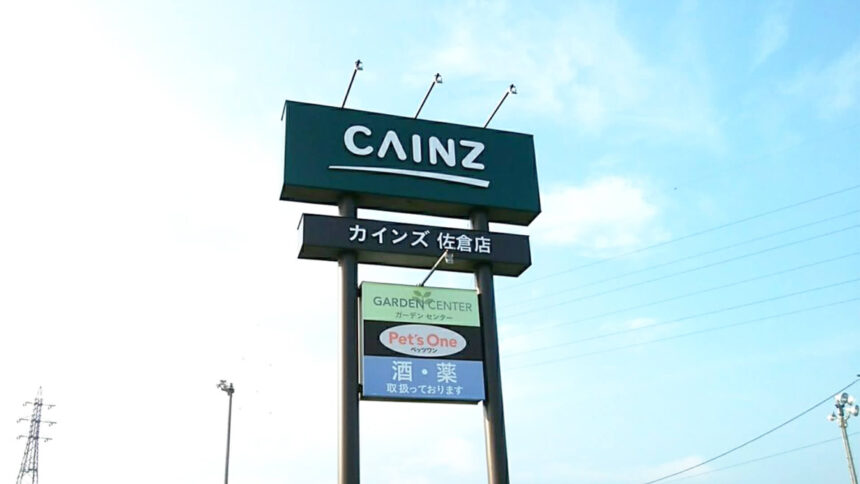 CAINZ
カインズ 佐倉店
GARDEN CENTER
ガーデン センター
Pet's One
ペッツワン
酒・薬
取扱っております